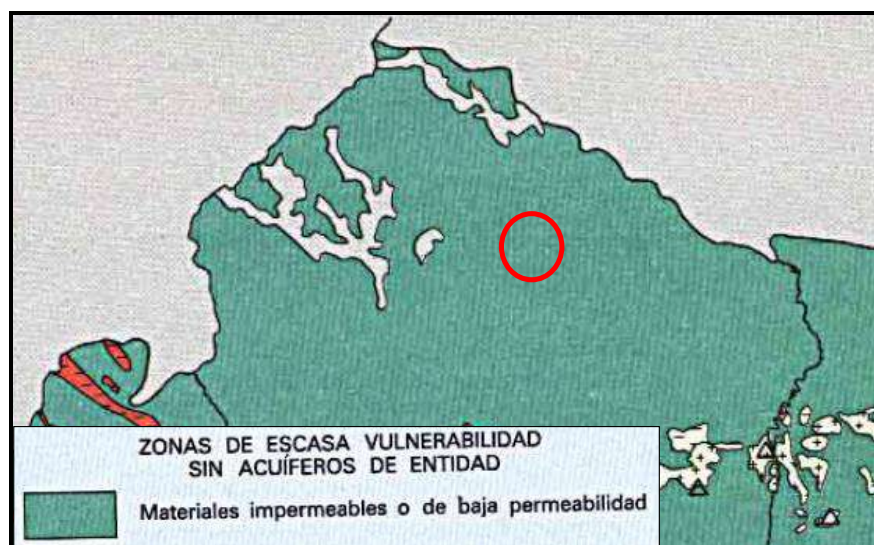 ZONAS DE ESCASA VULNERABILIDAD
SIN ACUÍFEROS DE ENTIDAD
Materiales impermeables o de baja permeabilidad